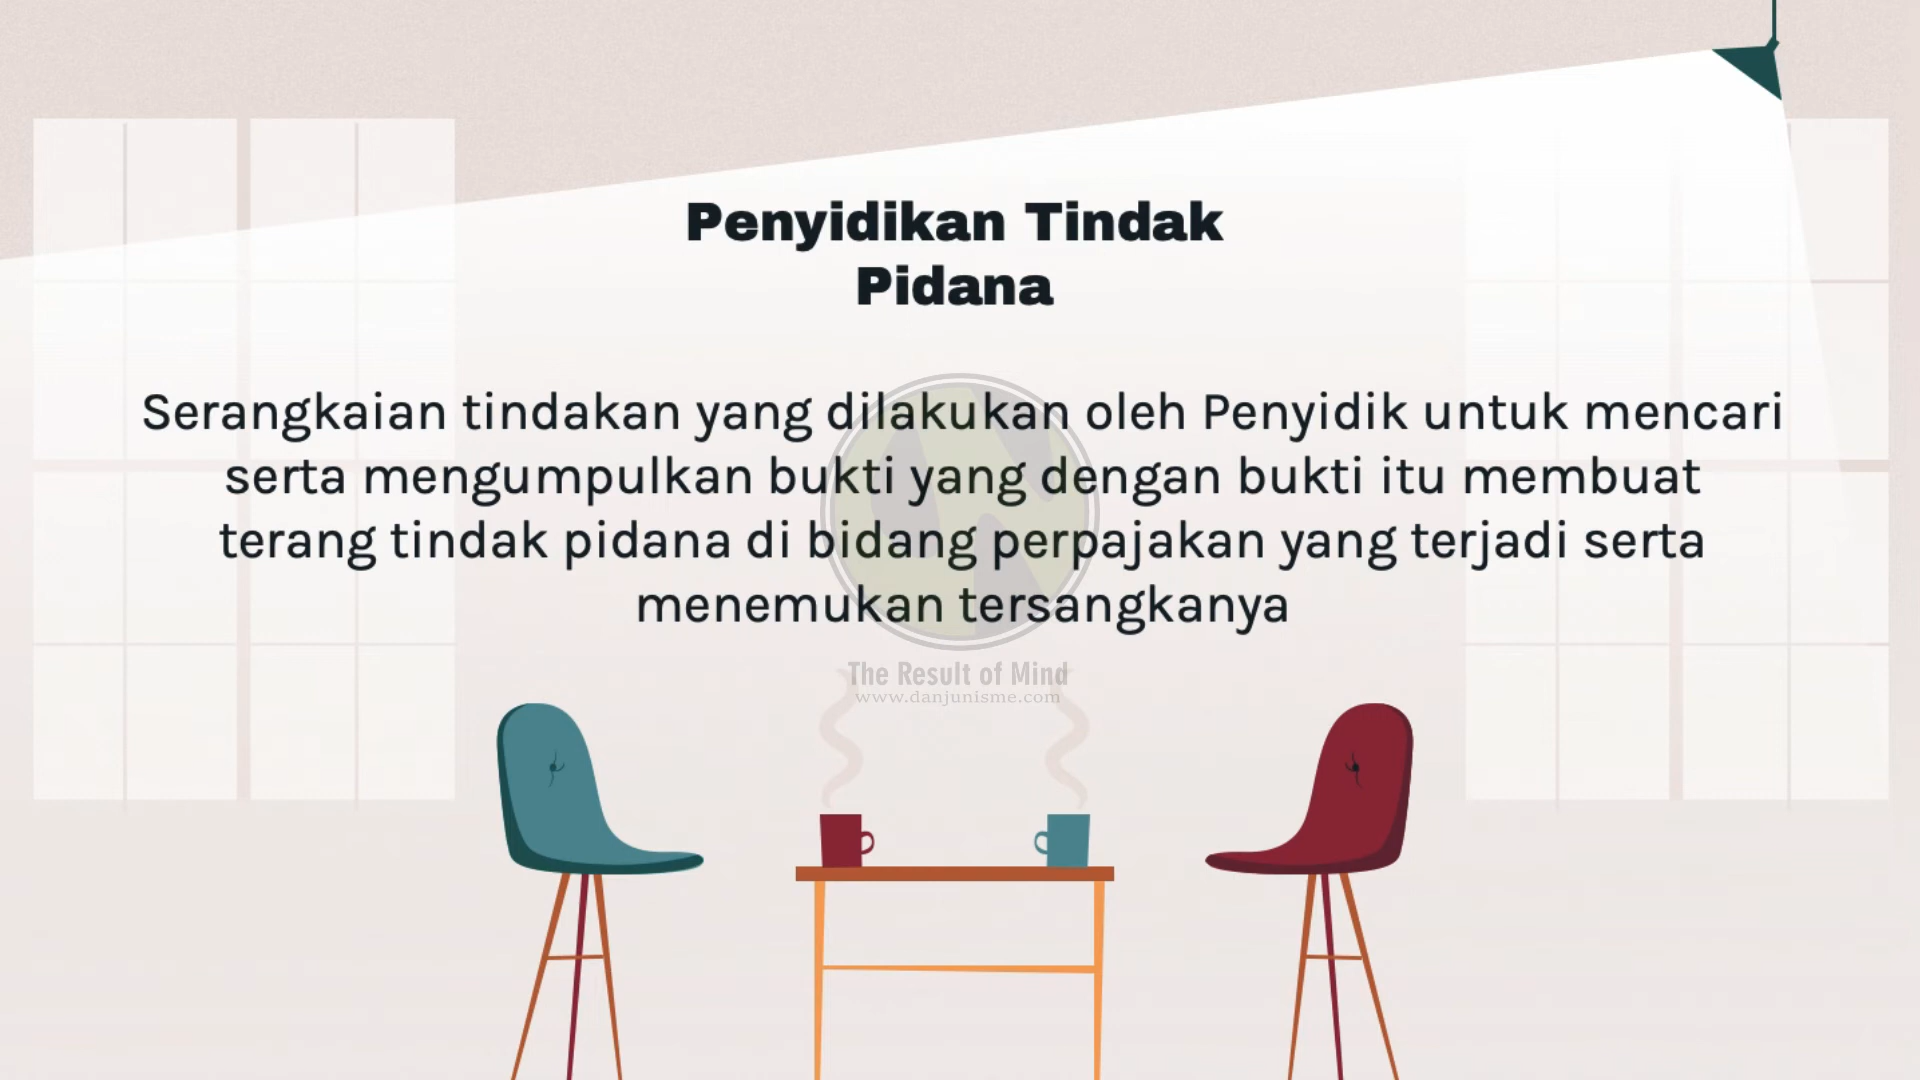 Penyidikan Tindak
Pidana
Serangkaian tindakan yang dilakukan oleh Penyidik untuk mencari
serta mengumpulkan bukti yang dengan bukti itu membuat
terang tindak pidana di bidang perpajakan yang terjadi serta
menemukan tersangkanya
The Result of Mind
www.danjunisme.com